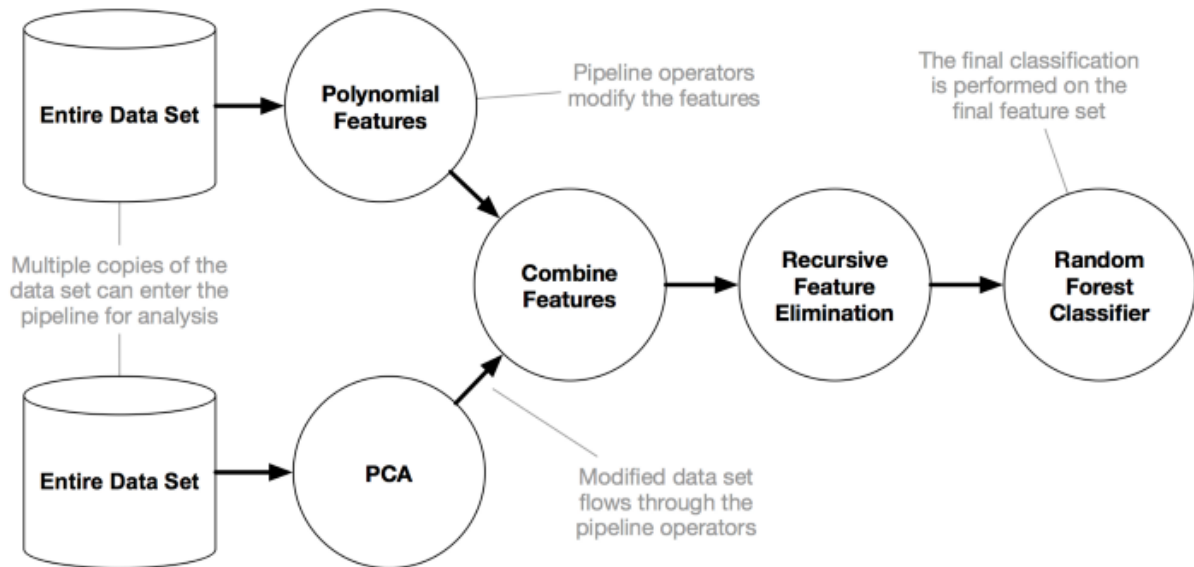 Entire Data Set
Polynomial
Features
Pipeline operators
modify the features
The final classification
is performed on the
final feature set
Multiple copies of the
data set can enter the
pipeline for analysis
Combine
Features
Recursive
Feature
Elimination
Random
Forest
Classifier
Entire Data Set
PCA
Modified data set
flows through the
pipeline operators